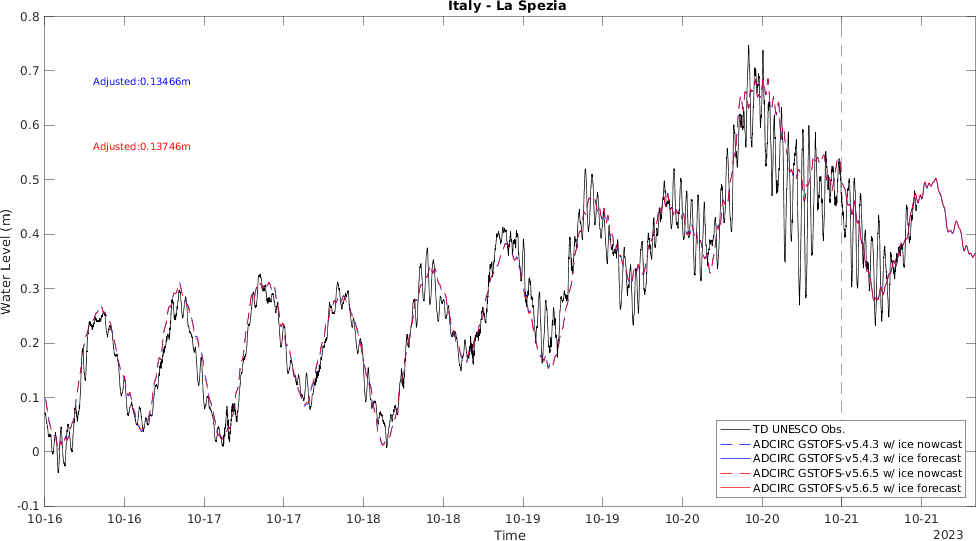 Italy - La Spezia
0.8
0.7
0.6
0.5
0.4
0.3
0.2
0.1
0
-0.1
Water Level (m)
Adjusted:0.13466m
Adjusted:0.13746m
TD UNESCO Obs.
ADCIRC GSTOFS-v5.4.3 w/ ice nowcast
ADCIRC GSTOFS-v5.4.3 w/ ice forecast
ADCIRC GSTOFS-v5.6.5 w/ ice nowcast
ADCIRC GSTOFS-v5.6.5 w/ ice forecast
10-16 10-16 10-17 10-17 10-18 10-18 10-19 10-19 10-20 10-20 10-21 10-21
Time
2023